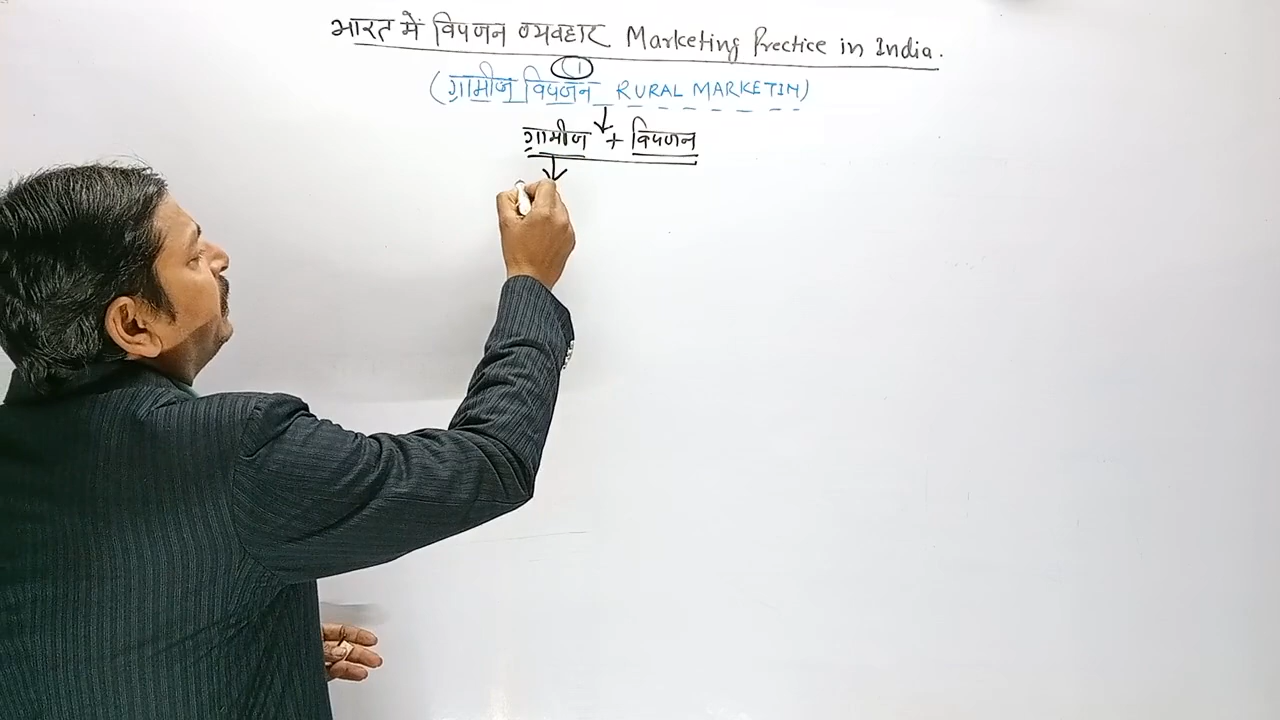 भारत में विपणन व्यवहार Marketing Prectice in India.
1
(ग्रामीण विपणन RURAL MARKETIN)
ग्रामीण + विपणन